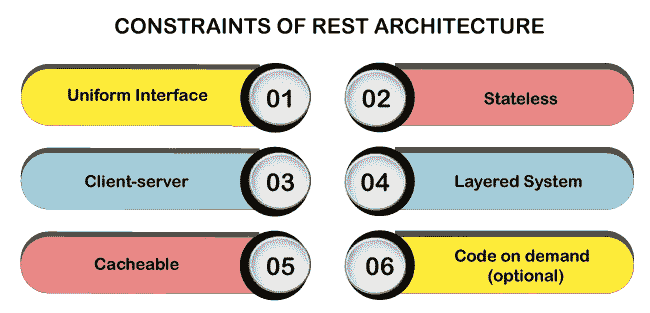 CONSTRAINTS OF REST ARCHITECTURE
Uniform Interface 01
02 Stateless
Client-server 03
04 Layered System
Cacheable 05
06 Code on demand
(optional)